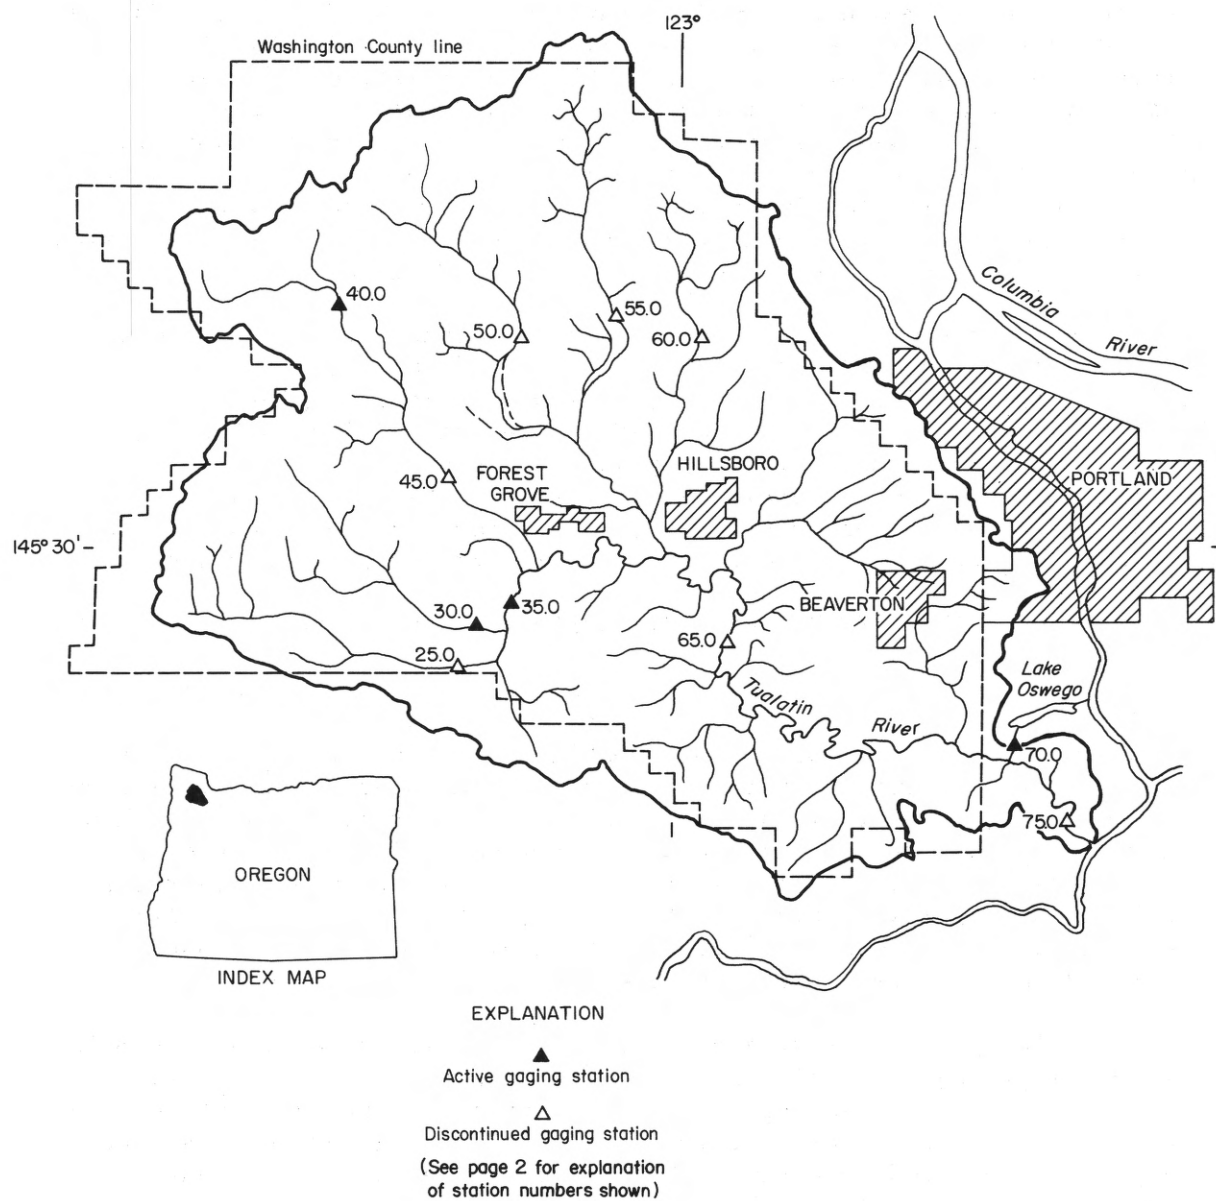 123°
Washington County line
40.0
55.0
50.0
60.0
Columbia
River
45.0
FOREST
GROVE
HILLSBORO
PORTLAND
145° 30'
30.0
35.0
BEAVERTON
25.0
65.0
Lake
Oswego
Tualatin
River
70.0
75.0
OREGON
INDEX MAP
EXPLANATION
Active gaging station
Discontinued gaging station
(See page 2 for explanation
of station numbers shown)